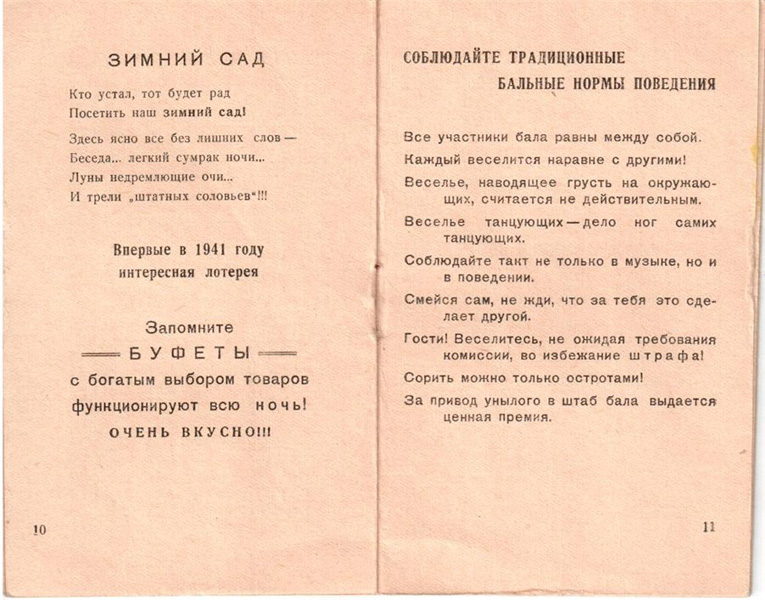 ЗИМНИЙ САД
Кто устал, тот будет рад
Посетить наш зимний сад!
Здесь ясно все без лишних слов —
Беседа... легкий сумрак ночи...
Луны недремлющие очи...
И трели „штатных соловьев“!!!
Впервые в 1941 году
интересная лотерея
Запомните
БУФЕТЫ
с богатым выбором товаров
функционируют всю ночь!
ОЧЕНЬ ВКУСНО!!!
10
СОБЛЮДАЙТЕ ТРАДИЦИОННЫЕ
БАЛЬНЫЕ НОРМЫ ПОВЕДЕНИЯ
Все участники бала равны между собой.
Каждый веселится наравне с другими!
Веселье, наводящее грусть на окружаю-
щих, считается не действительным.
Веселье танцующих — дело ног самих
танцующих.
Соблюдайте такт не только в музыке, но и
в поведении.
Смейся сам, не жди, что за тебя это сде-
лает другой.
Гости! Веселитесь, не ожидая требования
комиссии, во избежание штрафа!
Сорить можно только остротами!
За привод унылого в штаб бала выдается
ценная премия.
11